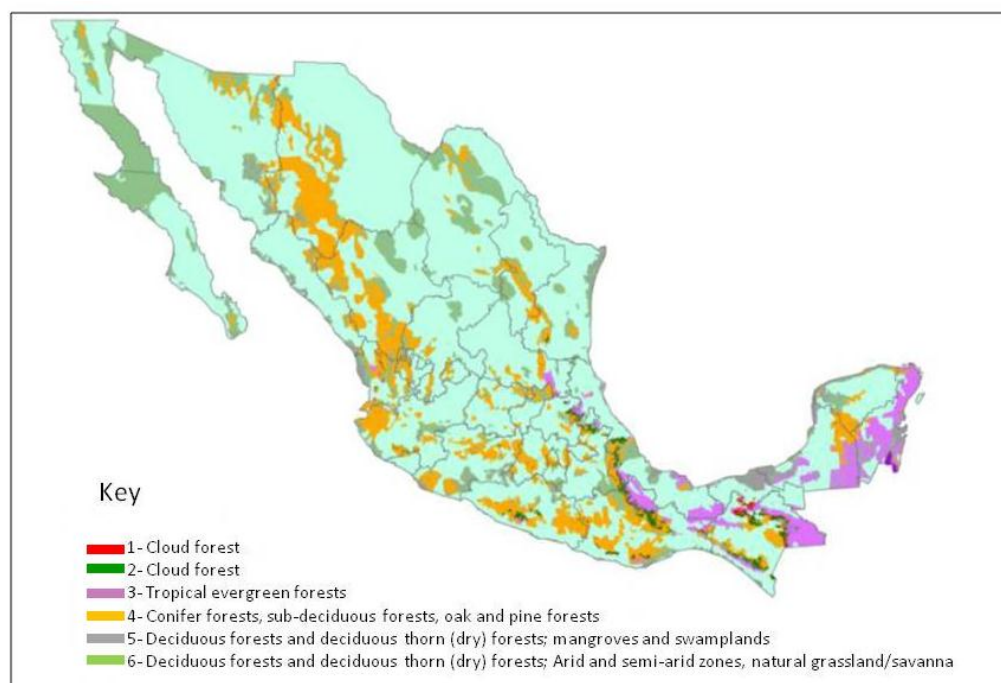 Key
1- Cloud forest
2- Cloud forest
3- Tropical evergreen forests
4- Conifer forests, sub-deciduous forests, oak and pine forests
5- Deciduous forests and deciduous thorn (dry) forests; mangroves and swamplands
6- Deciduous forests and deciduous thorn (dry) forests; Arid and semi-arid zones, natural grassland/savanna